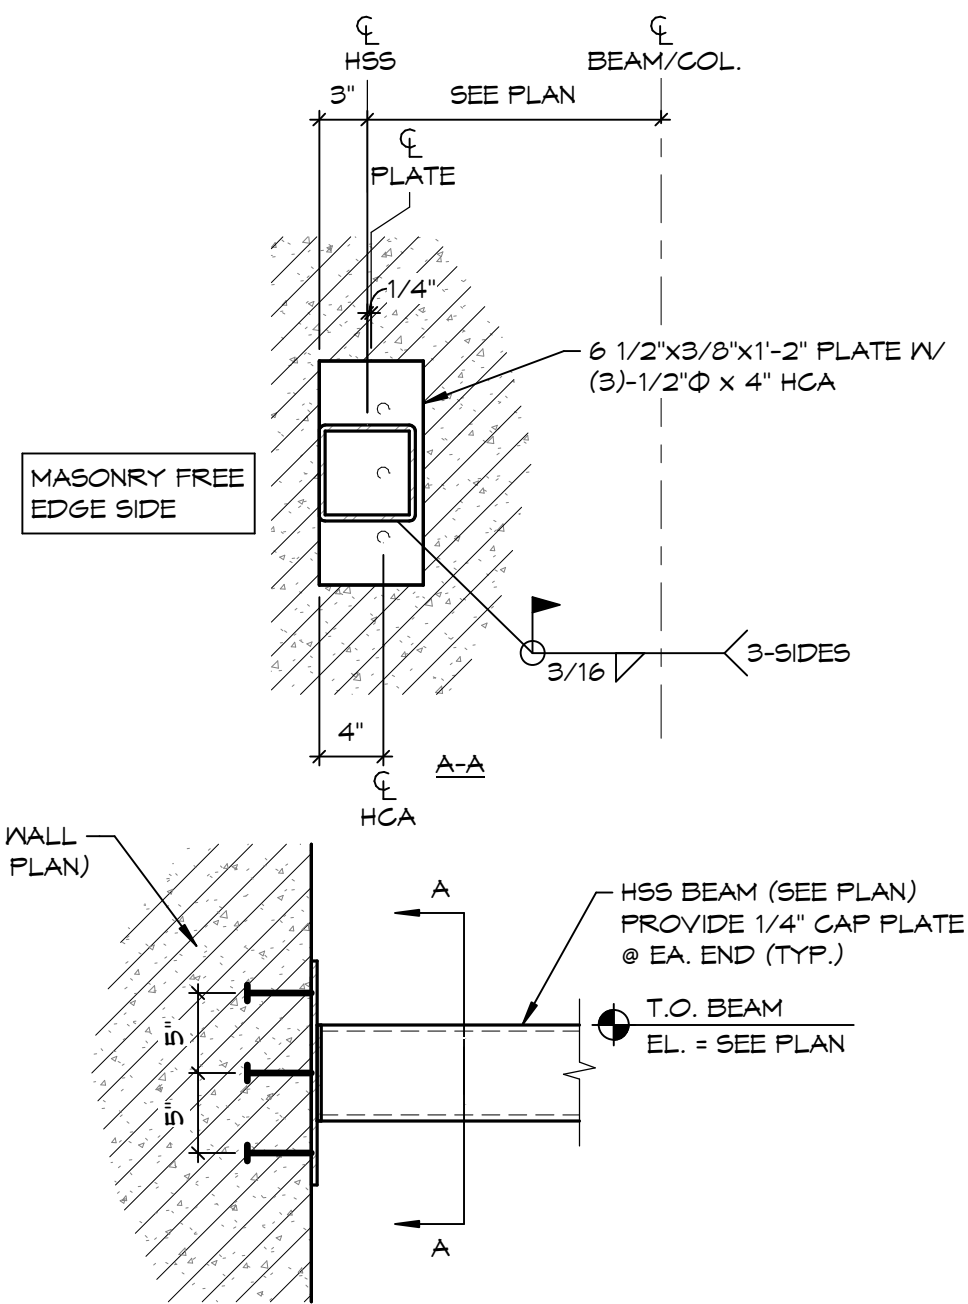 ℄
HSS
℄
BEAM/COL.
3"
SEE PLAN
℄
PLATE
1/4"
6 1/2"x3/8"x1'-2" PLATE W/
(3)-1/2"Φ x 4" HCA
MASONRY FREE
EDGE SIDE
3/16
3-SIDES
4"
A-A
℄
HCA
WALL
PLAN)
A
HSS BEAM (SEE PLAN)
PROVIDE 1/4" CAP PLATE
@ EA. END (TYP.)
T.O. BEAM
EL. = SEE PLAN
5"
5"
A